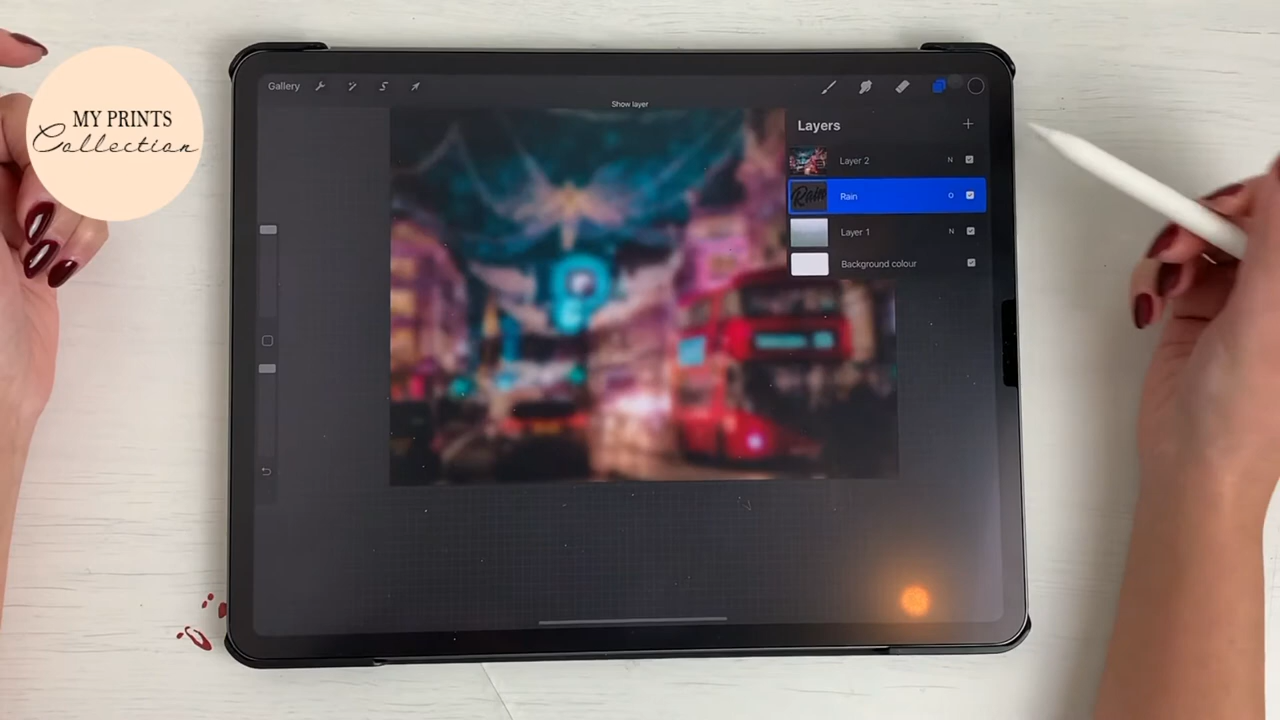 MY PRINTS
Collection
Gallery
Show layer
Layers
Layer 2 N
Rain
Rain O
Layer 1 N
Background colour